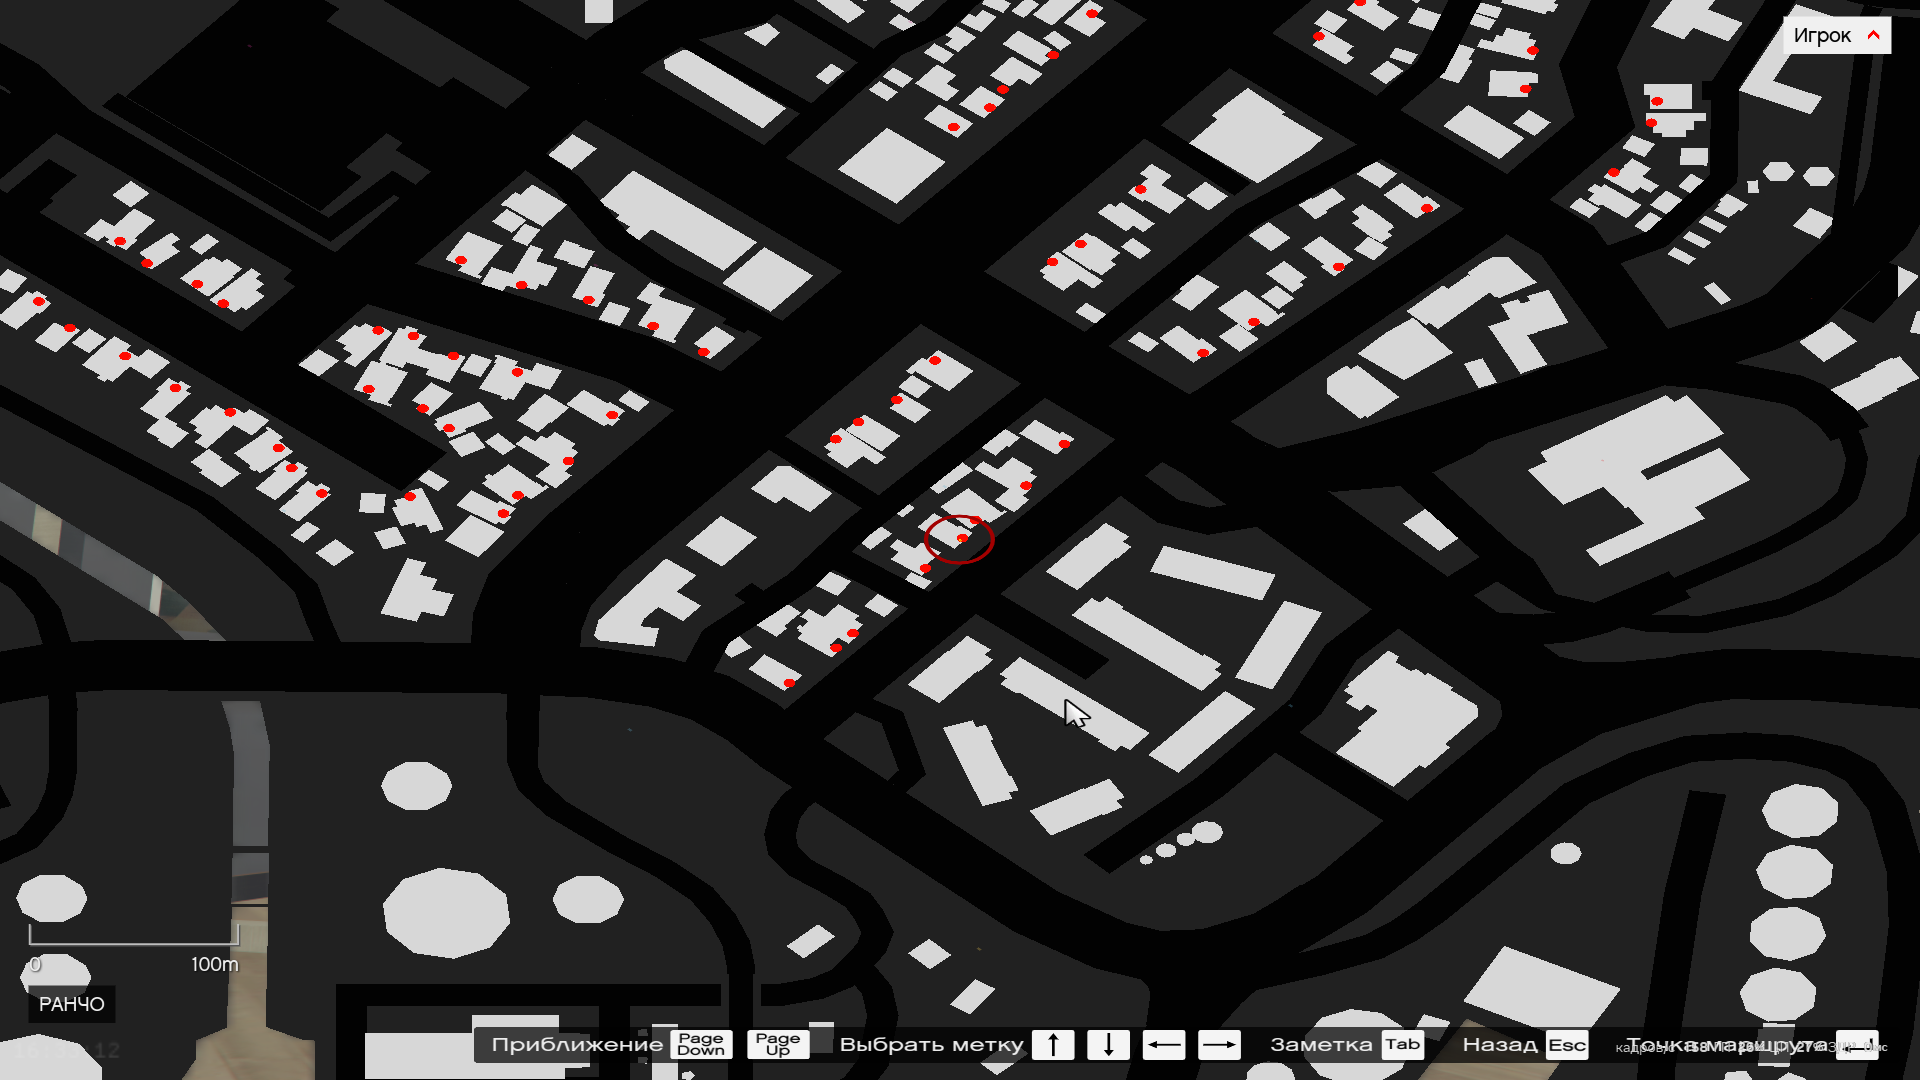 Игрок
0 100m
РАНЧО
Приближение Page Down Page Up Выбрать метку ↑ ↓ ← → Заметка Tab Назад Esc Точка маршрута